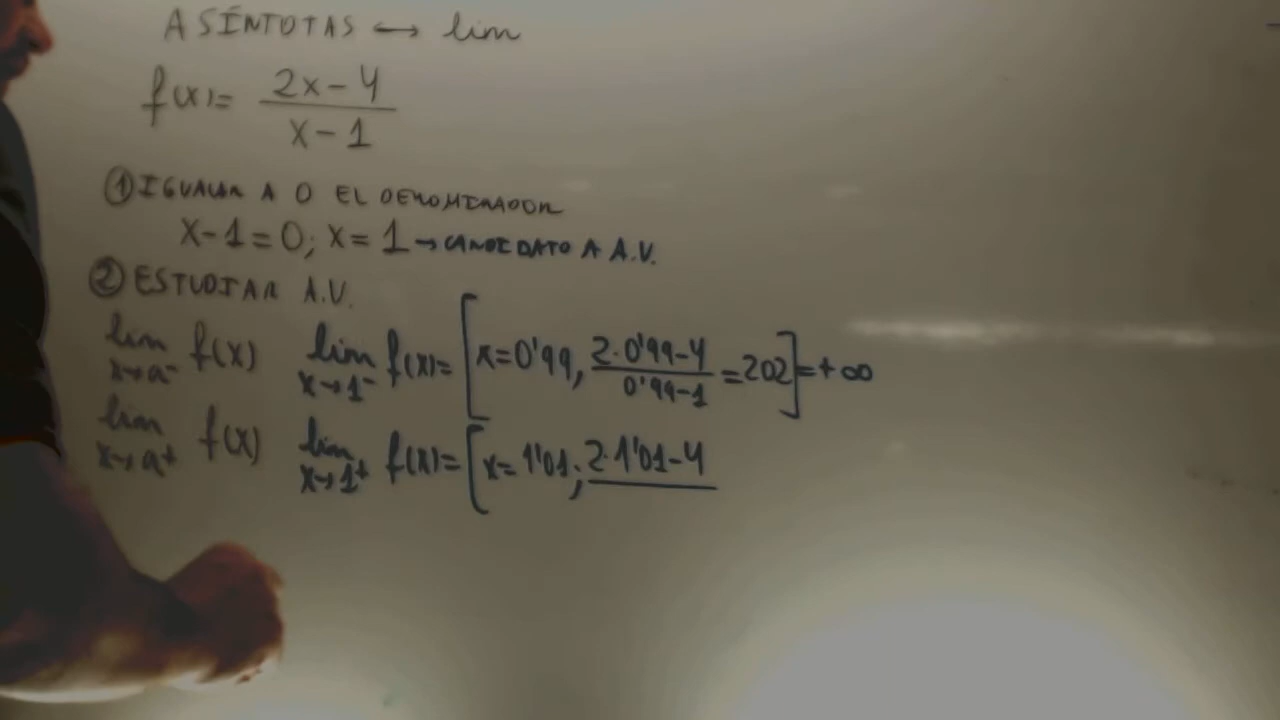 ASÍNTOTAS ↔ lim
f(x)= 2x-4
x-1
① IGUALAR A 0 EL DENOMINADOR
x-1=0; x=1 → CANDIDATO A A.V.
② ESTUDIAR A.V.
lim f(x) lim f(x)= [x=0'99, 2·0'99-4 =202]=+∞
x→a⁻ x→1⁻ 0'99-1
lim f(x) lim f(x)= [x=1'01; 2·1'01-4
x→a⁺ x→1⁺